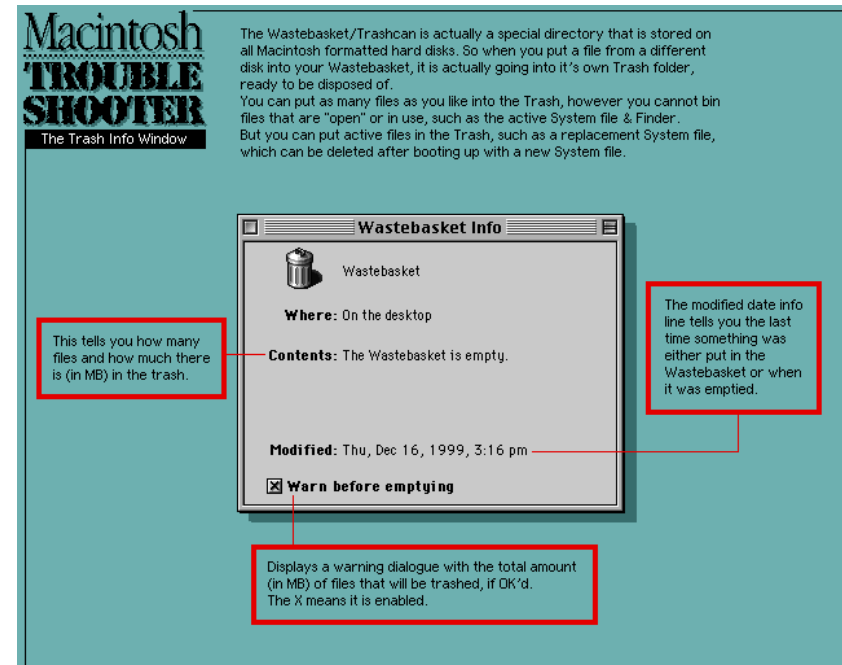 Macintosh
TROUBLE
SHOOTER
The Trash Info Window
The Wastebasket/Trashcan is actually a special directory that is stored on
all Macintosh formatted hard disks. So when you put a file from a different
disk into your Wastebasket, it is actually going into it's own Trash folder,
ready to be disposed of.
You can put as many files as you like into the Trash, however you cannot bin
files that are "open" or in use, such as the active System file & Finder.
But you can put active files in the Trash, such as a replacement System file,
which can be deleted after booting up with a new System file.
Wastebasket Info
Wastebasket
Where: On the desktop
Contents: The Wastebasket is empty.
Modified: Thu, Dec 16, 1999, 3:16 pm
Warn before emptying
This tells you how many
files and how much there
is (in MB) in the trash.
The modified date info
line tells you the last
time something was
either put in the
Wastebasket or when
it was emptied.
Displays a warning dialogue with the total amount
(in MB) of files that will be trashed, if OK'd.
The X means it is enabled.